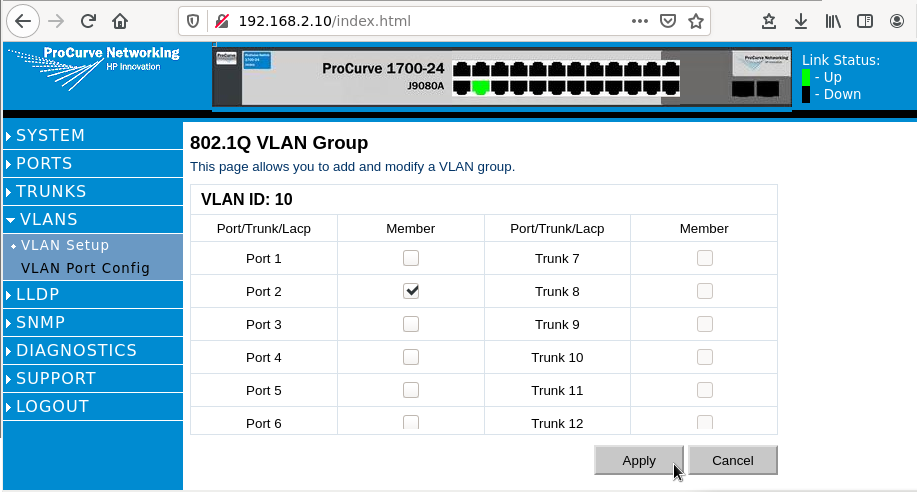 192.168.2.10/index.html
ProCurve Networking
HP Innovation
ProCurve
ProCurve 1700-24
J9080A
ProCurve Networking
Link Status:
- Up
- Down
SYSTEM
PORTS
TRUNKS
VLANS
VLAN Setup
VLAN Port Config
LLDP
SNMP
DIAGNOSTICS
SUPPORT
LOGOUT
802.1Q VLAN Group
This page allows you to add and modify a VLAN group.
VLAN ID: 10
Port/Trunk/Lacp Member Port/Trunk/Lacp Member
Port 1 Trunk 7
Port 2 Trunk 8
Port 3 Trunk 9
Port 4 Trunk 10
Port 5 Trunk 11
Port 6 Trunk 12
Apply Cancel